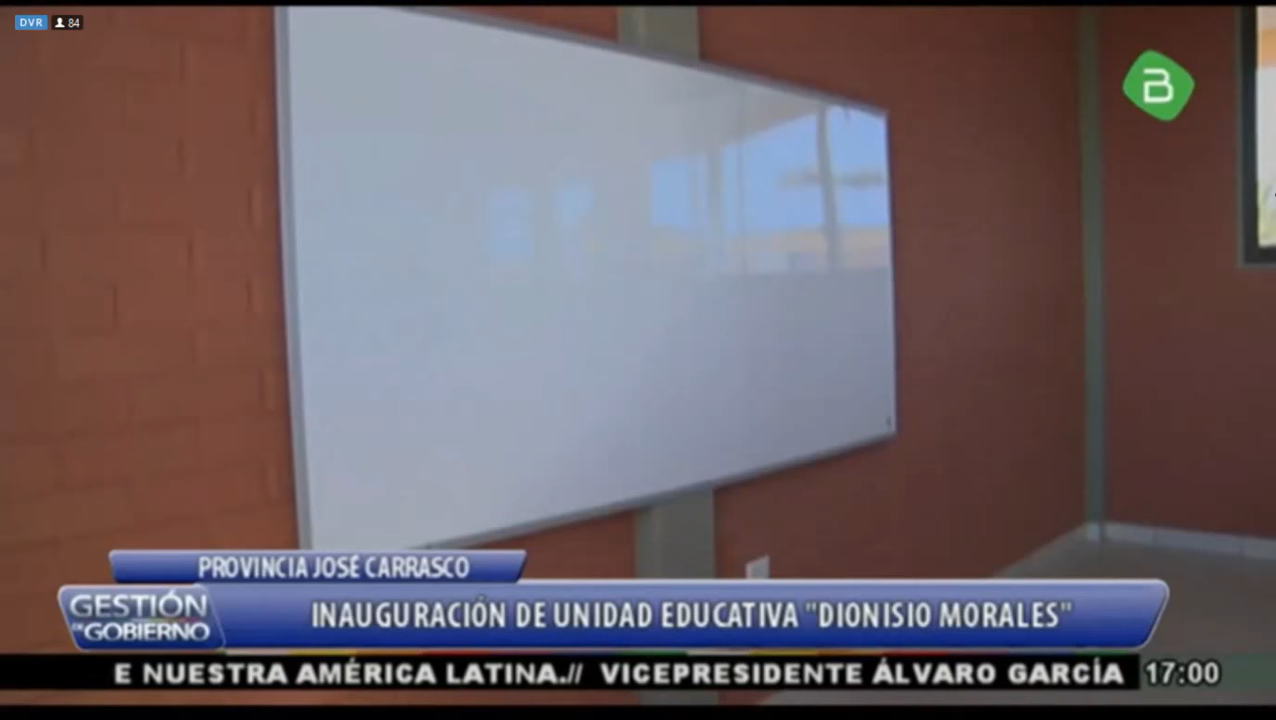 DVR 84
B
PROVINCIA JOSÉ CARRASCO
GESTIÓN
DE GOBIERNO
INAUGURACIÓN DE UNIDAD EDUCATIVA "DIONISIO MORALES"
E NUESTRA AMÉRICA LATINA.// VICEPRESIDENTE ÁLVARO GARCÍA 17:00